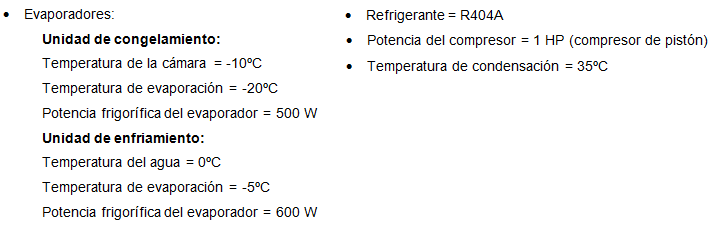 • Evaporadores:
Unidad de congelamiento:
Temperatura de la cámara = -10ºC
Temperatura de evaporación = -20ºC
Potencia frigorífica del evaporador = 500 W
Unidad de enfriamiento:
Temperatura del agua = 0ºC
Temperatura de evaporación = -5ºC
Potencia frigorífica del evaporador = 600 W
• Refrigerante = R404A
• Potencia del compresor = 1 HP (compresor de pistón)
• Temperatura de condensación = 35ºC